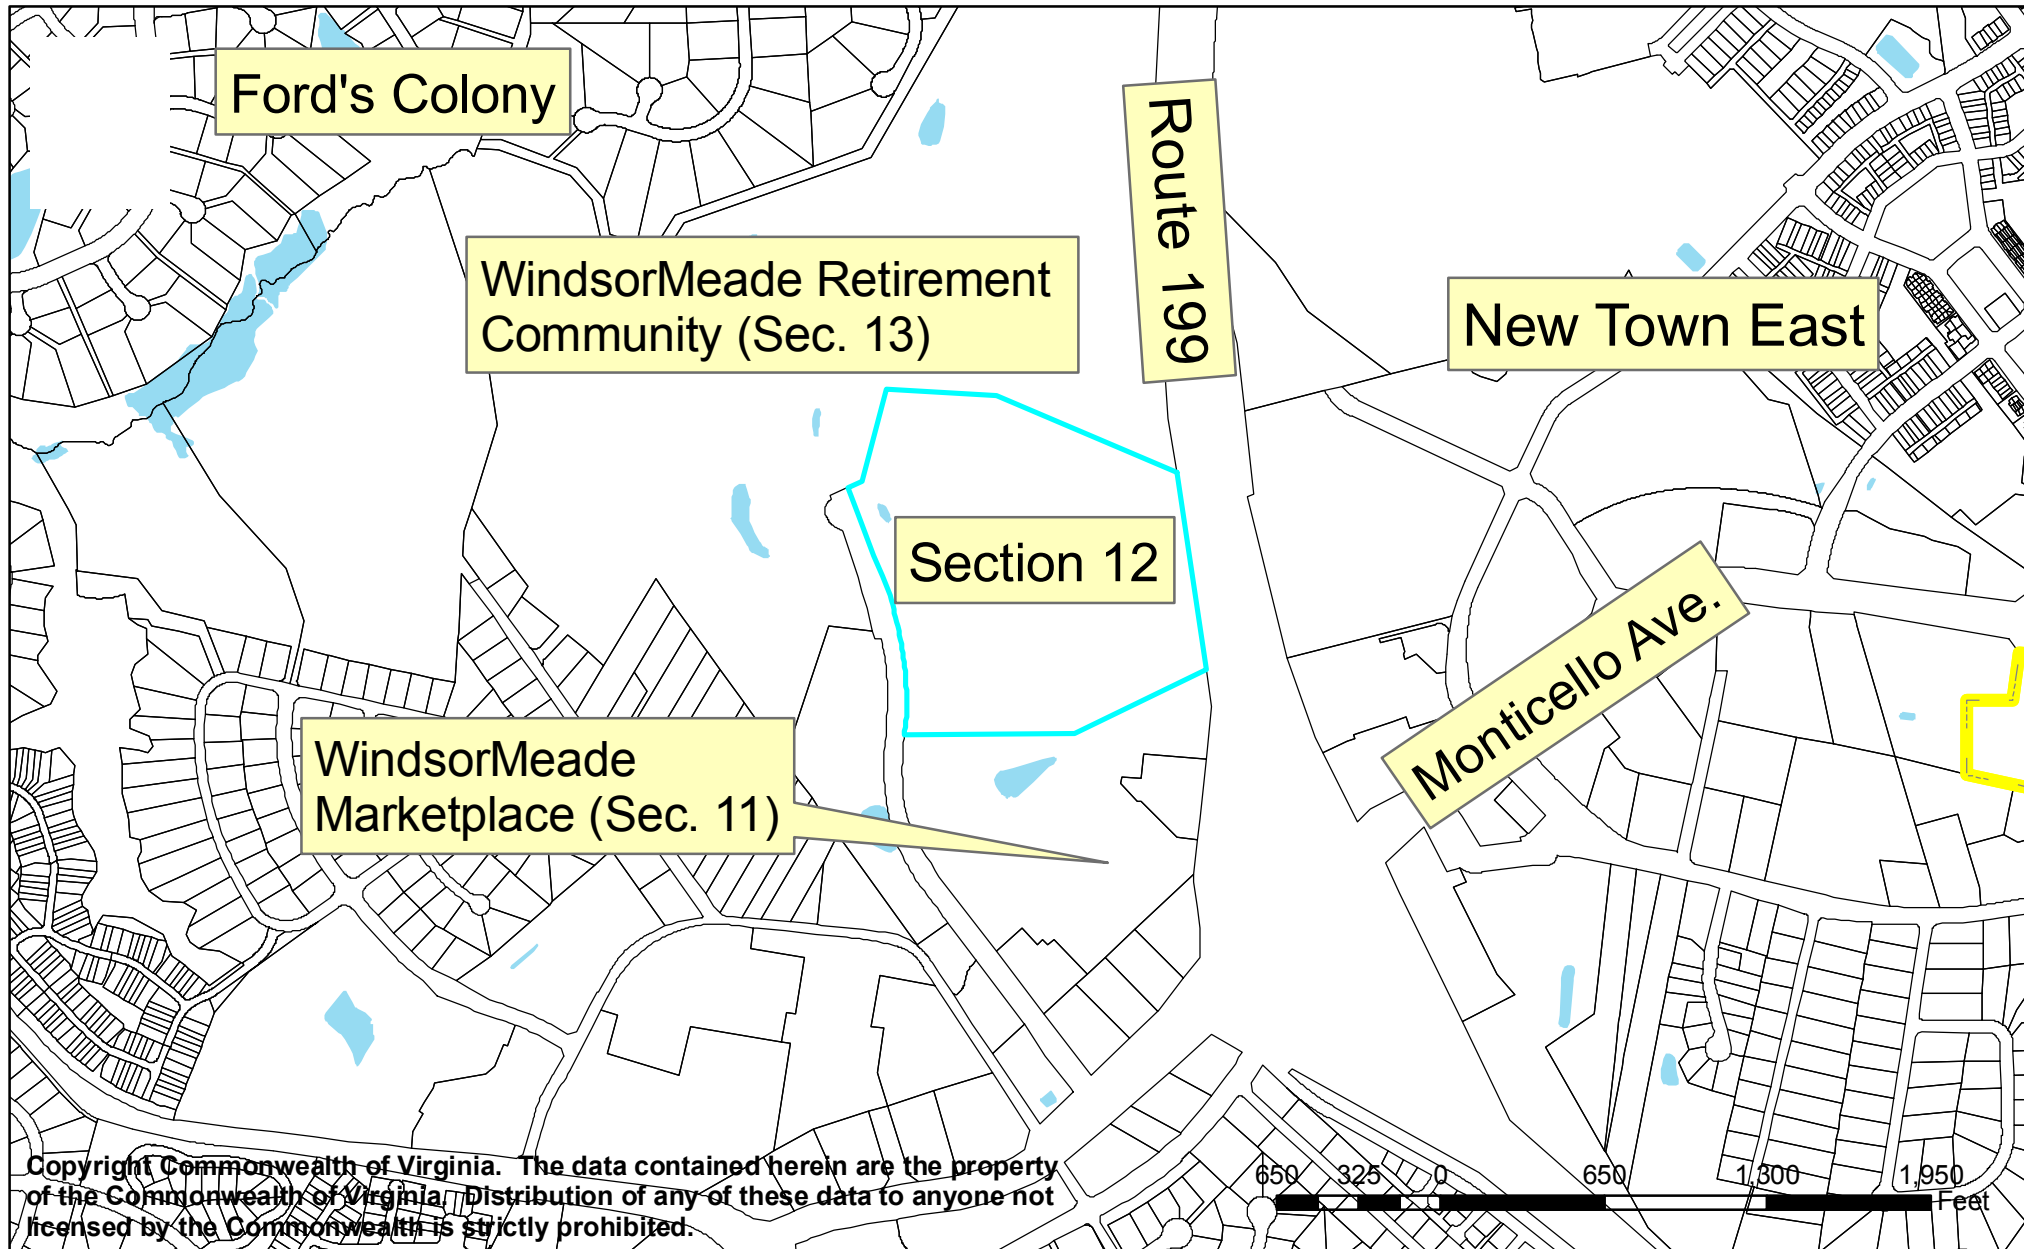 Ford's Colony
Route 199
WindsorMeade Retirement
Community (Sec. 13)
New Town East
Section 12
Monticello Ave.
WindsorMeade
Marketplace (Sec. 11)
Copyright Commonwealth of Virginia. The data contained herein are the property
of the Commonwealth of Virginia. Distribution of any of these data to anyone not
licensed by the Commonwealth is strictly prohibited.
650 325 0 650 1,300 1,950
Feet